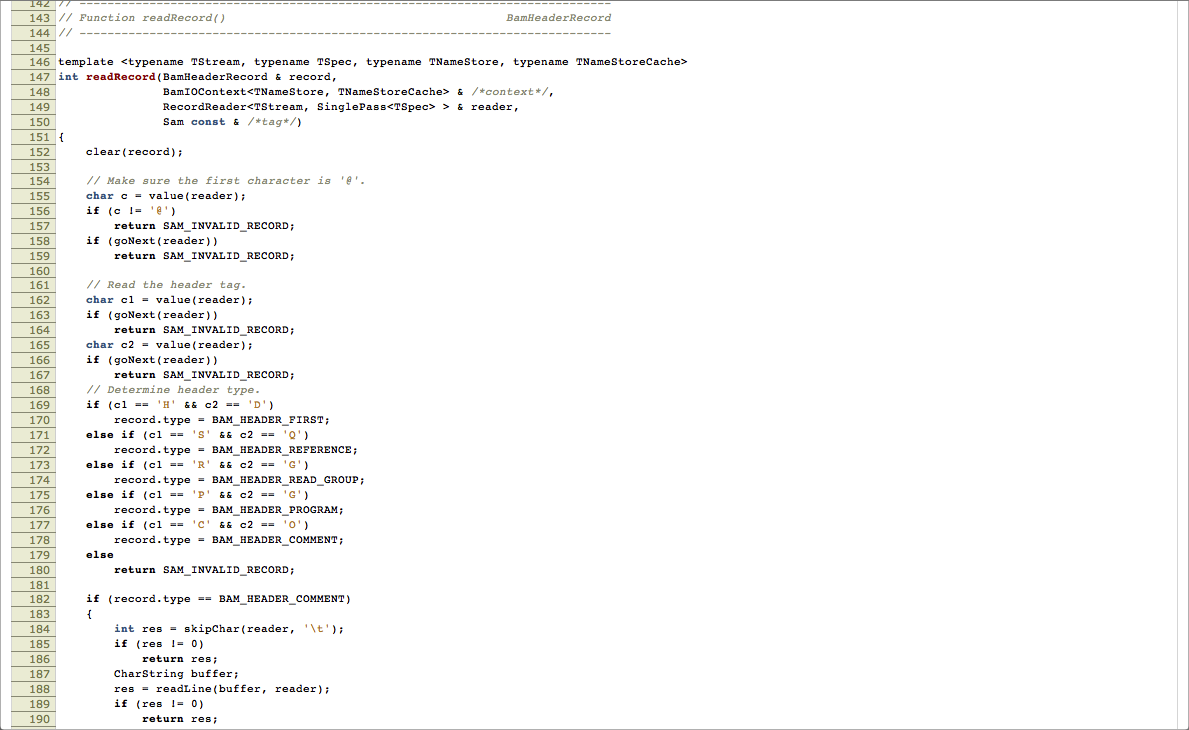 142 // ----------------------------------------------------------------------------
143 // Function readRecord()                                        BamHeaderRecord
144 // ----------------------------------------------------------------------------
145
146 template <typename TStream, typename TSpec, typename TNameStore, typename TNameStoreCache>
147 int readRecord(BamHeaderRecord & record,
148                BamIOContext<TNameStore, TNameStoreCache> & /*context*/,
149                RecordReader<TStream, SinglePass<TSpec> > & reader,
150                Sam const & /*tag*/)
151 {
152     clear(record);
153
154     // Make sure the first character is '@'.
155     char c = value(reader);
156     if (c != '@')
157         return SAM_INVALID_RECORD;
158     if (goNext(reader))
159         return SAM_INVALID_RECORD;
160
161     // Read the header tag.
162     char c1 = value(reader);
163     if (goNext(reader))
164         return SAM_INVALID_RECORD;
165     char c2 = value(reader);
166     if (goNext(reader))
167         return SAM_INVALID_RECORD;
168     // Determine header type.
169     if (c1 == 'H' && c2 == 'D')
170         record.type = BAM_HEADER_FIRST;
171     else if (c1 == 'S' && c2 == 'Q')
172         record.type = BAM_HEADER_REFERENCE;
173     else if (c1 == 'R' && c2 == 'G')
174         record.type = BAM_HEADER_READ_GROUP;
175     else if (c1 == 'P' && c2 == 'G')
176         record.type = BAM_HEADER_PROGRAM;
177     else if (c1 == 'C' && c2 == 'O')
178         record.type = BAM_HEADER_COMMENT;
179     else
180         return SAM_INVALID_RECORD;
181
182     if (record.type == BAM_HEADER_COMMENT)
183     {
184         int res = skipChar(reader, '\t');
185         if (res != 0)
186             return res;
187         CharString buffer;
188         res = readLine(buffer, reader);
189         if (res != 0)
190             return res;